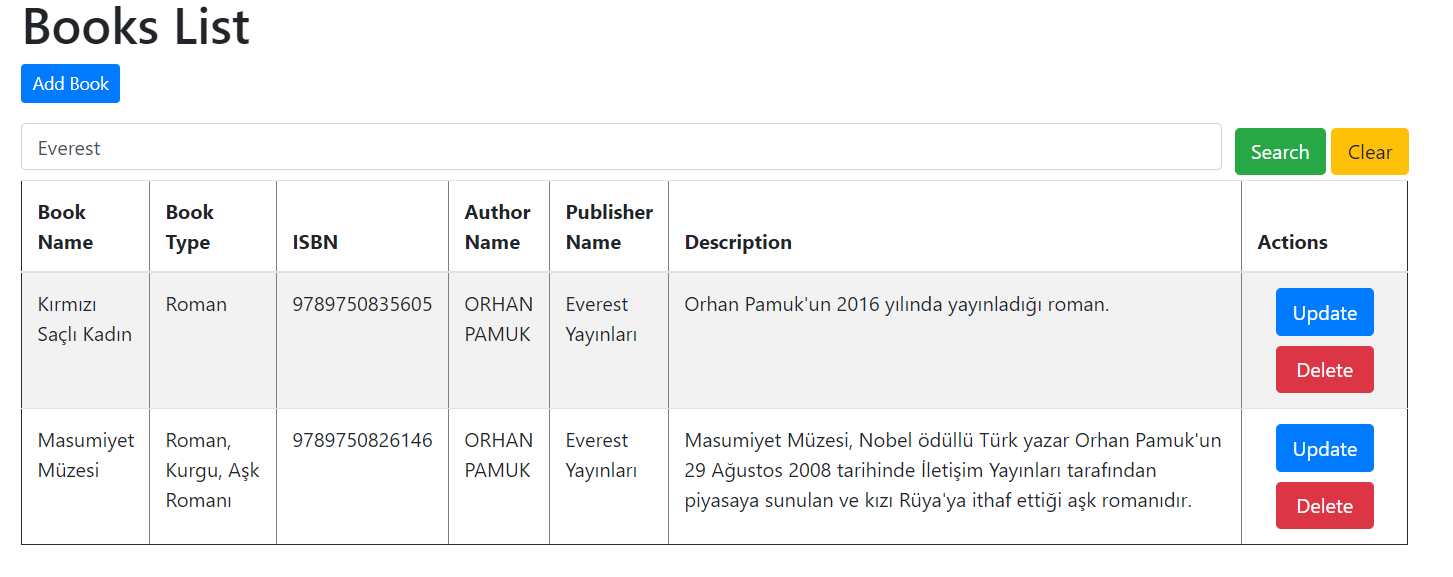 Books List
Add Book
Everest
Search
Clear
Book Name
Book Type
ISBN
Author Name
Publisher Name
Description
Actions
Kırmızı Saçlı Kadın
Roman
9789750835605
ORHAN PAMUK
Everest Yayınları
Orhan Pamuk'un 2016 yılında yayınladığı roman.
Update
Delete
Masumiyet Müzesi
Roman, Kurgu, Aşk Romanı
9789750826146
ORHAN PAMUK
Everest Yayınları
Masumiyet Müzesi, Nobel ödüllü Türk yazar Orhan Pamuk'un
29 Ağustos 2008 tarihinde İletişim Yayınları tarafından
piyasaya sunulan ve kızı Rüya'ya ithaf ettiği aşk romanıdır.
Update
Delete